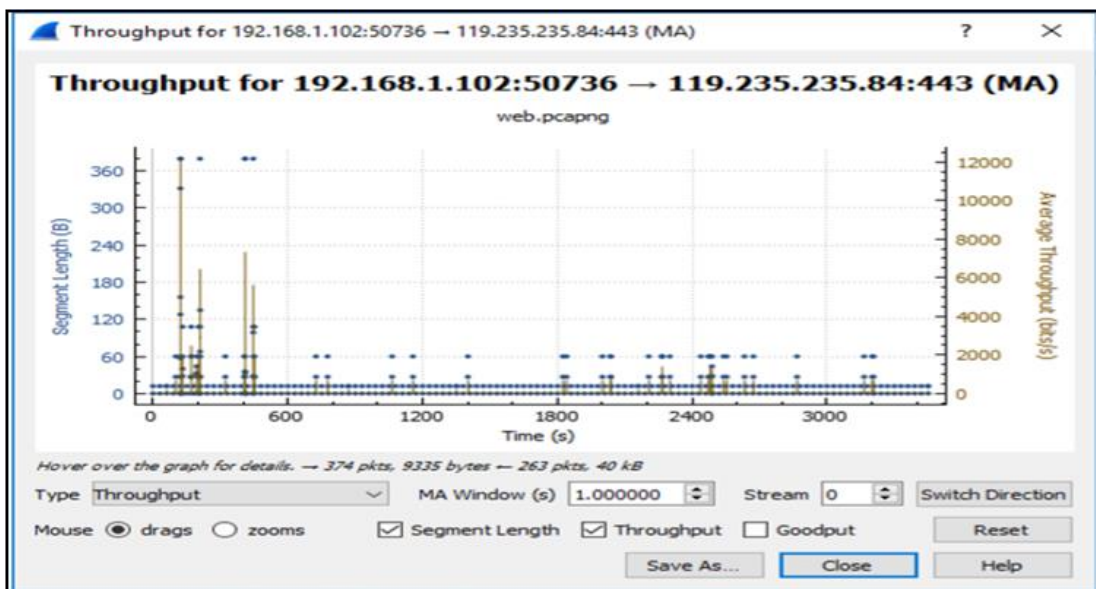 Throughput for 192.168.1.102:50736 → 119.235.235.84:443 (MA)
? ×
Throughput for 192.168.1.102:50736 → 119.235.235.84:443 (MA)
web.pcapng
Segment Length (B)
360
300
240
180
120
60
0
12000
10000
8000
6000
4000
2000
0
Average Throughput (bits/s)
0 600 1200 1800 2400 3000
Time (s)
Hover over the graph for details. → 374 pkts, 9335 bytes ← 263 pkts, 40 kB
Type Throughput MA Window (s) 1.000000 Stream 0 Switch Direction
Mouse drags zooms Segment Length Throughput Goodput Reset
Save As... Close Help